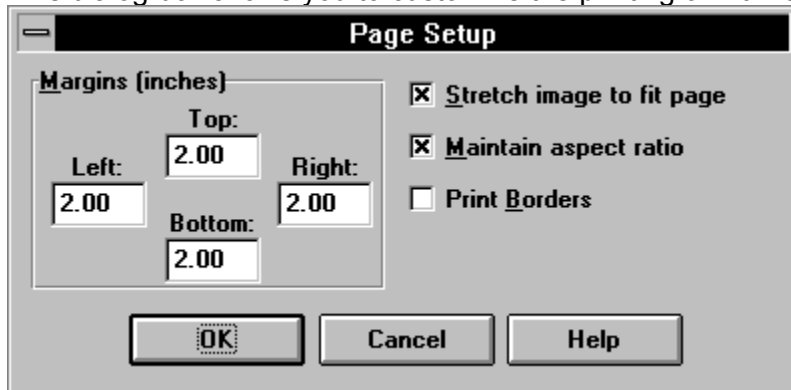 Page Setup
Margins (inches)
Top:
2.00
Left:
2.00
Right:
2.00
Bottom:
2.00
Stretch image to fit page
Maintain aspect ratio
Print Borders
OK
Cancel
Help